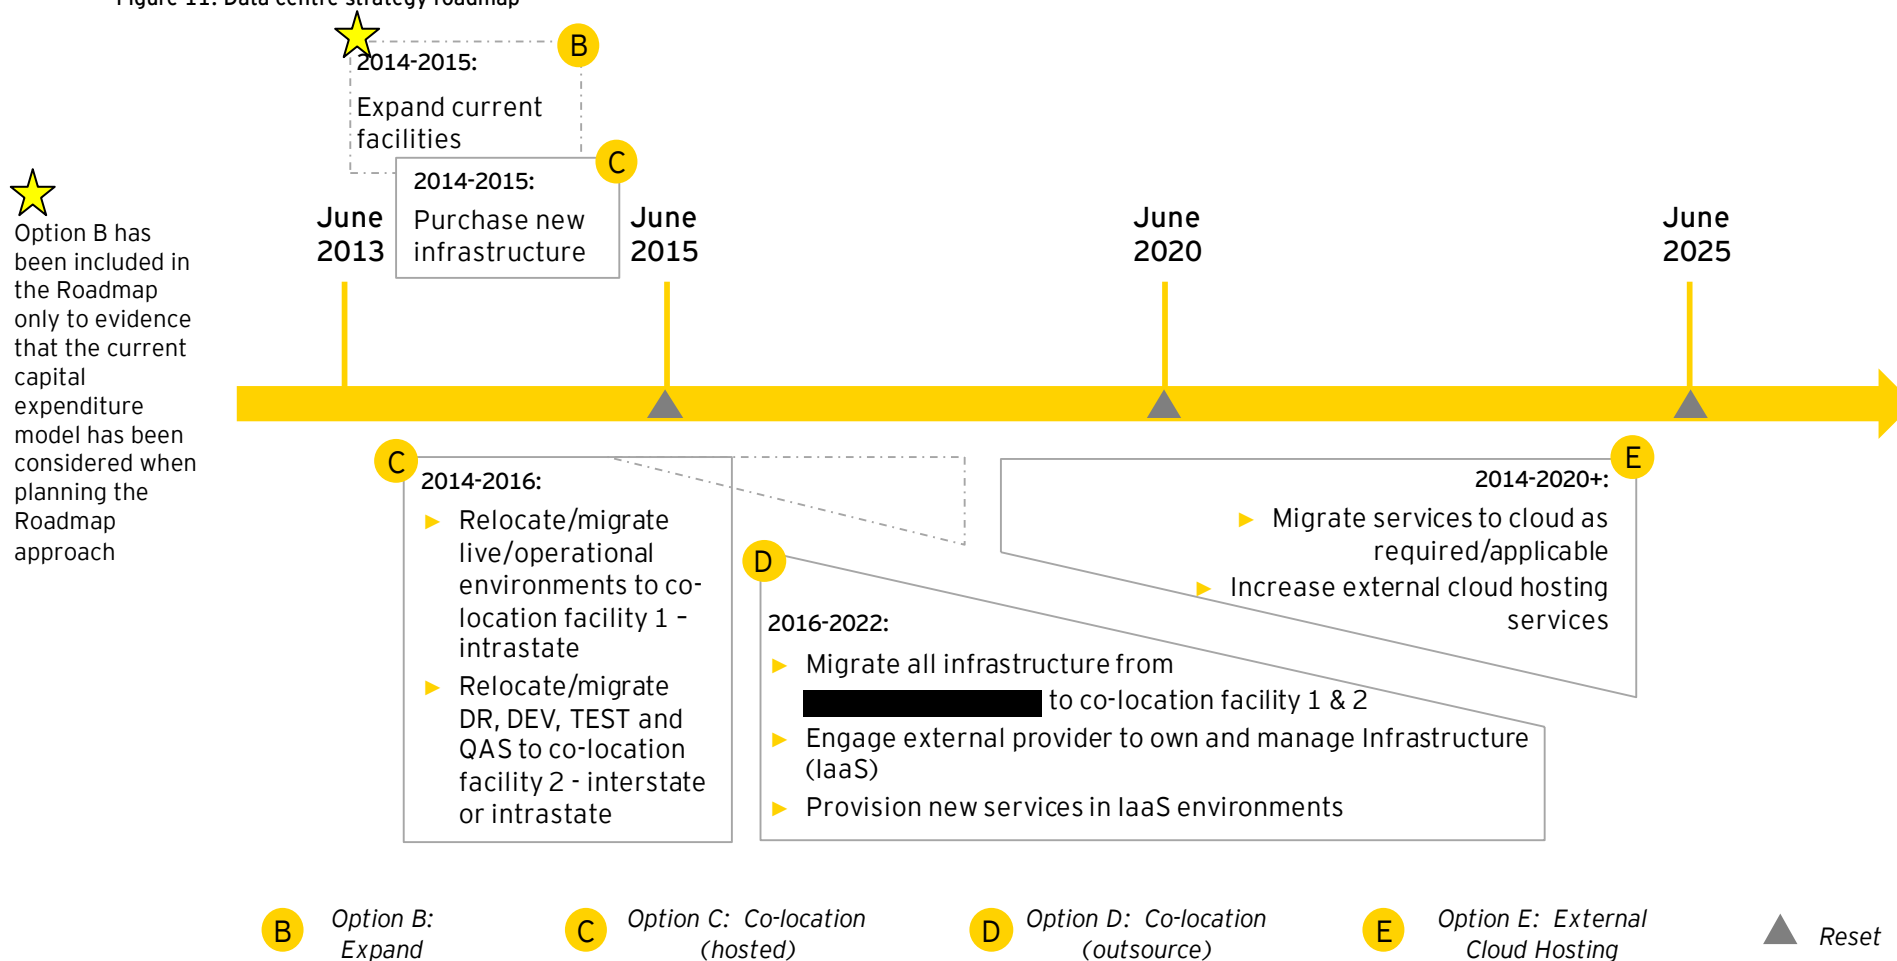 Figure 11: Data centre strategy roadmap
B
2014-2015:
Expand current
facilities
C
2014-2015:
Purchase new
infrastructure
Option B has
been included in
the Roadmap
only to evidence
that the current
capital
expenditure
model has been
considered when
planning the
Roadmap
approach
June
2013
June
2015
June
2020
June
2025
C
2014-2016:
► Relocate/migrate
live/operational
environments to co-
location facility 1 –
intrastate
► Relocate/migrate
DR, DEV, TEST and
QAS to co-location
facility 2 - interstate
or intrastate
D
2016-2022:
► Migrate all infrastructure from
to co-location facility 1 & 2
► Engage external provider to own and manage Infrastructure
(IaaS)
► Provision new services in IaaS environments
E
2014-2020+:
► Migrate services to cloud as
required/applicable
► Increase external cloud hosting
services
B
Option B:
Expand
C
Option C: Co-location
(hosted)
D
Option D: Co-location
(outsource)
E
Option E: External
Cloud Hosting
Reset